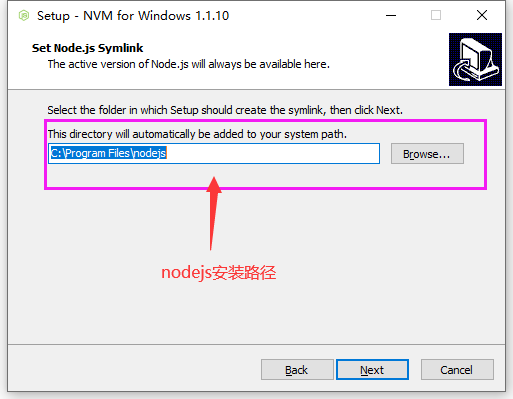 Setup - NVM for Windows 1.1.10
Set Node.js Symlink
The active version of Node.js will always be available here.
Select the folder in which Setup should create the symlink, then click Next.
This directory will automatically be added to your system path.
C:\Program Files\nodejs
Browse...
nodejs安装路径
Back
Next
Cancel